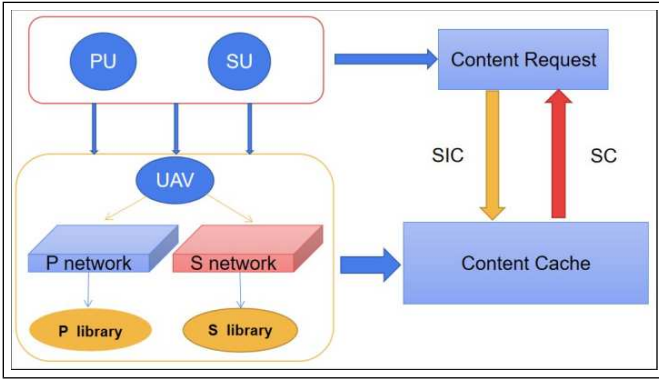 PU
SU
Content Request
SIC
SC
UAV
P network
S network
Content Cache
P library
S library